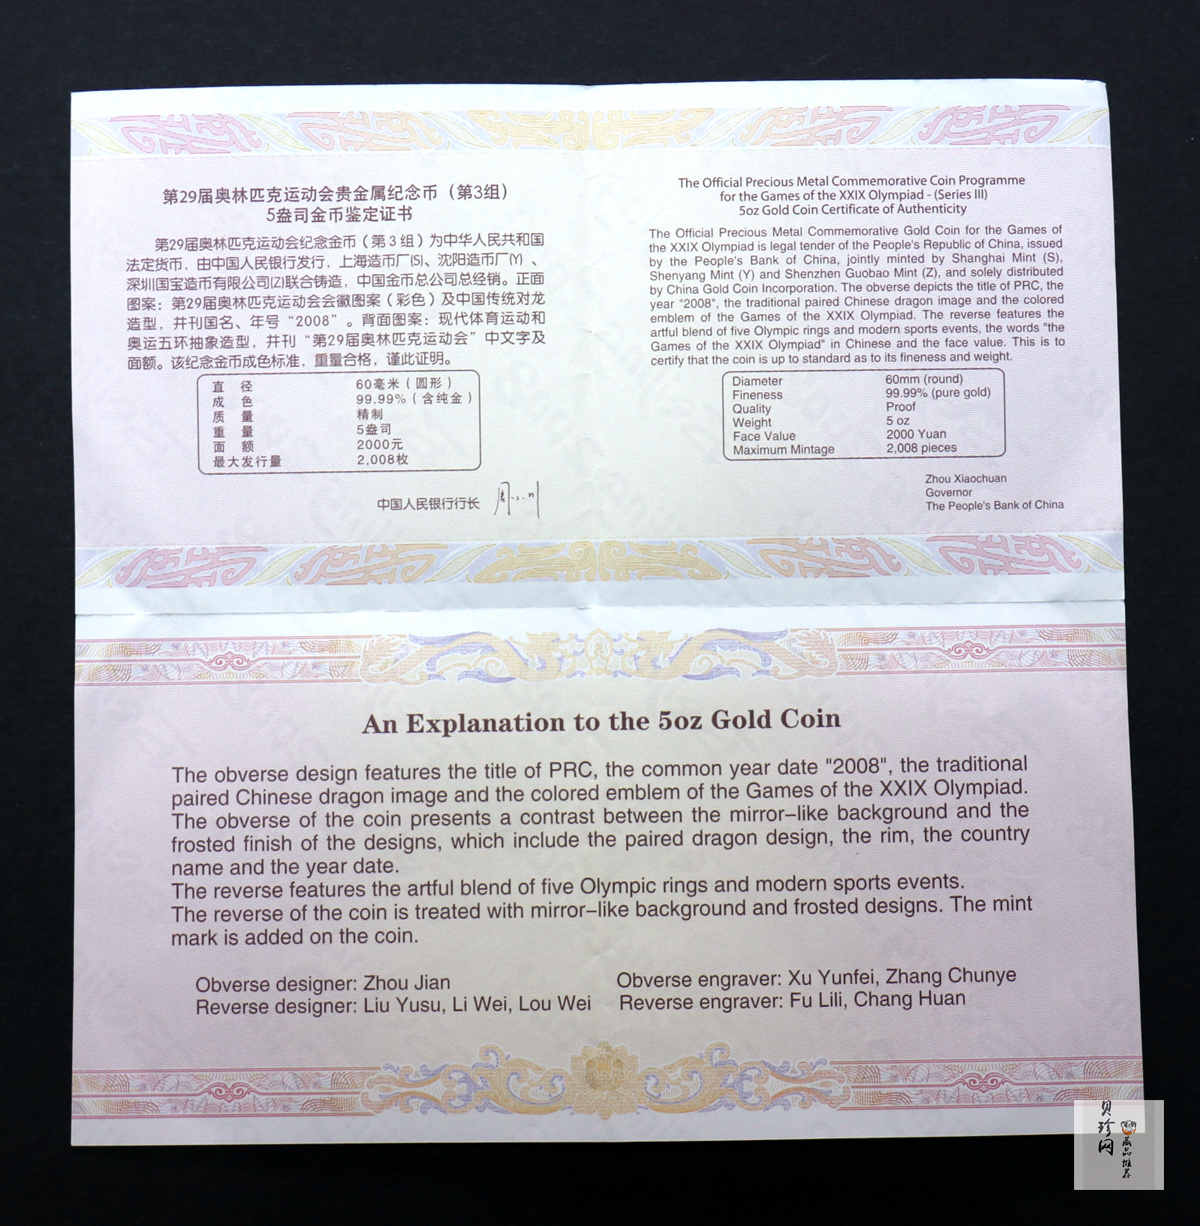 第29届奥林匹克运动会贵金属纪念币（第3组）
5盎司金币鉴定证书
第29届奥林匹克运动会纪念金币（第3组）为中华人民共和国
法定货币，由中国人民银行发行，上海造币厂(S)、沈阳造币厂(Y)、
深圳国宝造币有限公司(Z)联合铸造，中国金币总公司总经销。正面
图案：第29届奥林匹克运动会会徽图案（彩色）及中国传统对龙
造型，并刊国名、年号“2008”。背面图案：现代体育运动和
奥运五环抽象造型，并刊“第29届奥林匹克运动会”中文字及
面额。该纪念金币成色标准，重量合格，谨此证明。
直 径 60毫米（圆形）
成 色 99.99%（含纯金）
质 量 精制
重 量 5盎司
面 额 2000元
最大发行量 2,008枚
中国人民银行行长
The Official Precious Metal Commemorative Coin Programme
for the Games of the XXIX Olympiad - (Series III)
5oz Gold Coin Certificate of Authenticity
The Official Precious Metal Commemorative Gold Coin for the Games of
the XXIX Olympiad is legal tender of the People's Republic of China, issued
by the People's Bank of China, jointly minted by Shanghai Mint (S),
Shenyang Mint (Y) and Shenzhen Guobao Mint (Z), and solely distributed
by China Gold Coin Incorporation. The obverse depicts the title of PRC, the
year "2008", the traditional paired Chinese dragon image and the colored
emblem of the Games of the XXIX Olympiad. The reverse features the
artful blend of five Olympic rings and modern sports events, the words "the
Games of the XXIX Olympiad" in Chinese and the face value. This is to
certify that the coin is up to standard as to its fineness and weight.
Diameter 60mm (round)
Fineness 99.99% (pure gold)
Quality Proof
Weight 5 oz
Face Value 2000 Yuan
Maximum Mintage 2,008 pieces
Zhou Xiaochuan
Governor
The People's Bank of China
An Explanation to the 5oz Gold Coin
The obverse design features the title of PRC, the common year date "2008", the traditional
paired Chinese dragon image and the colored emblem of the Games of the XXIX Olympiad.
The obverse of the coin presents a contrast between the mirror–like background and the
frosted finish of the designs, which include the paired dragon design, the rim, the country
name and the year date.
The reverse features the artful blend of five Olympic rings and modern sports events.
The reverse of the coin is treated with mirror–like background and frosted designs. The mint
mark is added on the coin.
Obverse designer: Zhou Jian Obverse engraver: Xu Yunfei, Zhang Chunye
Reverse designer: Liu Yusu, Li Wei, Lou Wei Reverse engraver: Fu Lili, Chang Huan
贝珍网
藏品推荐